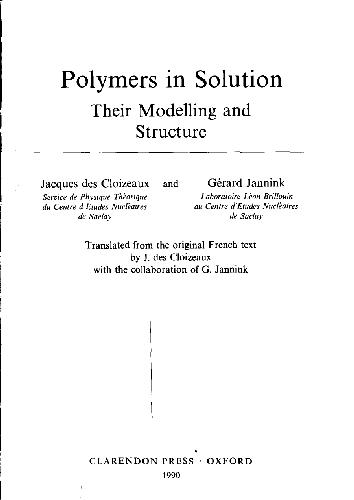 Polymers in Solution
Their Modelling and
Structure
Jacques des Cloizeaux and Gérard Jannink
Service de Physique Théorique
du Centre d'Etudes Nucléaires
de Saclay
Laboratoire Léon Brillouin
au Centre d'Etudes Nucléaires
de Saclay
Translated from the original French text
by J. des Cloizeaux
with the collaboration of G. Jannink
CLARENDON PRESS · OXFORD
1990